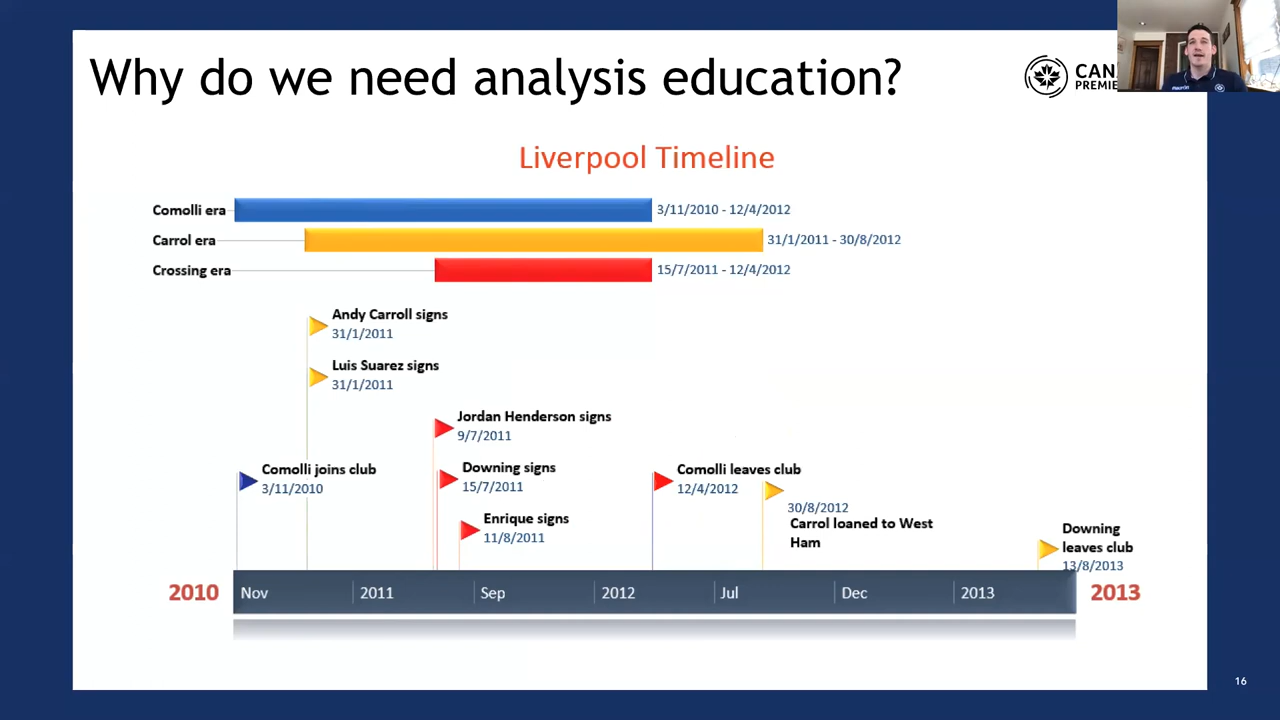 Why do we need analysis education?
CAN
PREMIE
Liverpool Timeline
Comolli era
3/11/2010 - 12/4/2012
Carrol era
31/1/2011 - 30/8/2012
Crossing era
15/7/2011 - 12/4/2012
Andy Carroll signs
31/1/2011
Luis Suarez signs
31/1/2011
Jordan Henderson signs
9/7/2011
Comolli joins club
3/11/2010
Downing signs
15/7/2011
Comolli leaves club
12/4/2012
30/8/2012
Carrol loaned to West
Ham
Enrique signs
11/8/2011
Downing
leaves club
13/8/2013
2010 Nov 2011 Sep 2012 Jul Dec 2013 2013
16